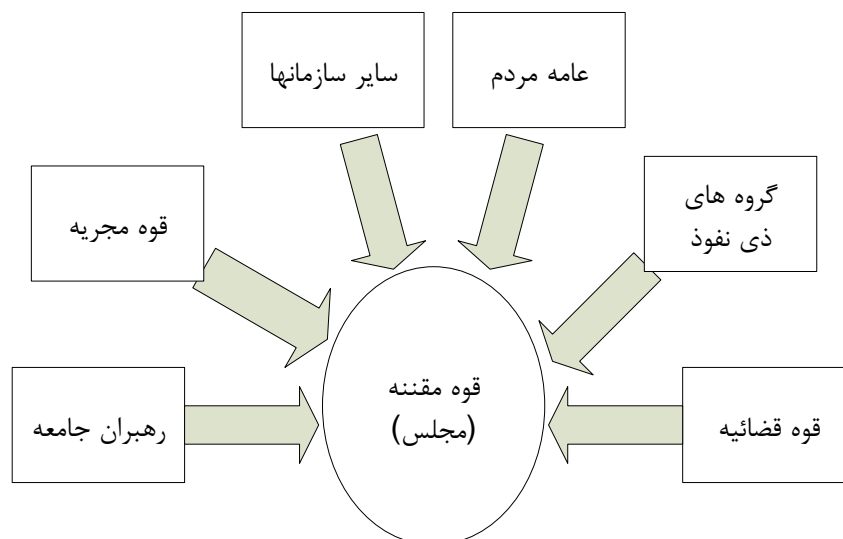 عامه مردم
سایر سازمانها
گروه های
ذی نفوذ
قوه مجریه
قوه مقننه
(مجلس)
قوه قضائیه
رهبران جامعه